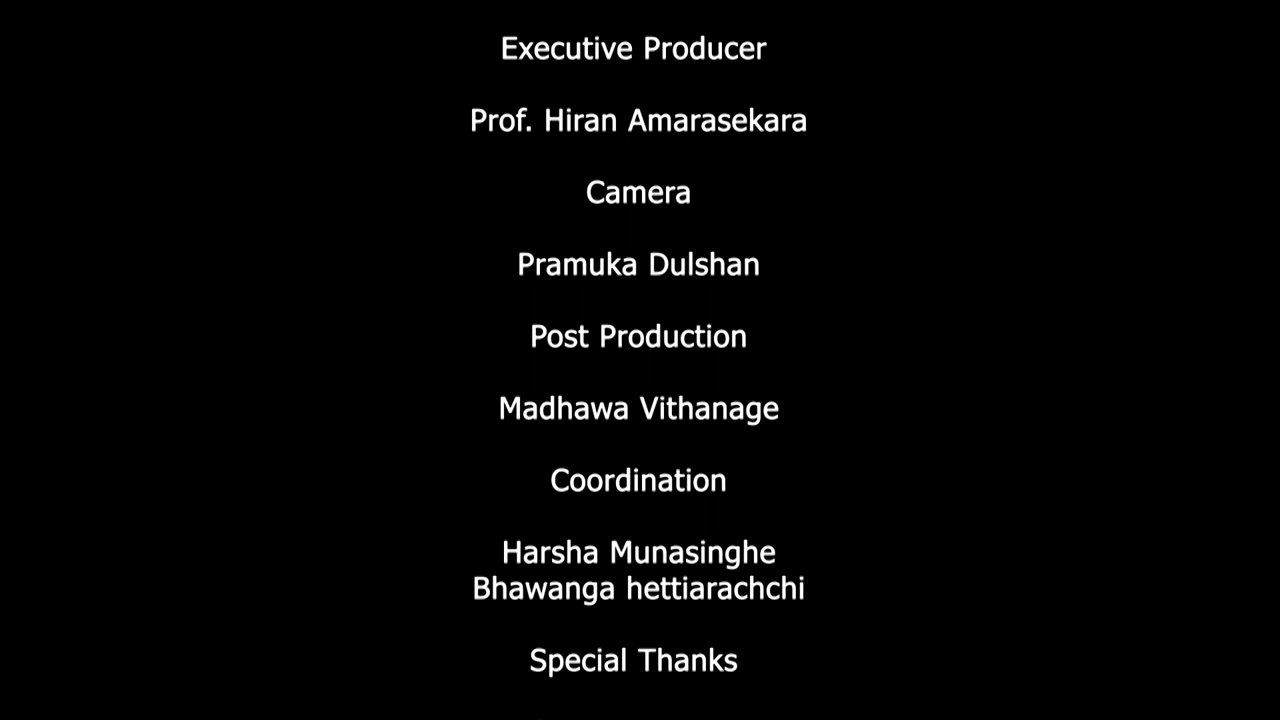 Executive Producer
Prof. Hiran Amarasekara
Camera
Pramuka Dulshan
Post Production
Madhawa Vithanage
Coordination
Harsha Munasinghe
Bhawanga hettiarachchi
Special Thanks